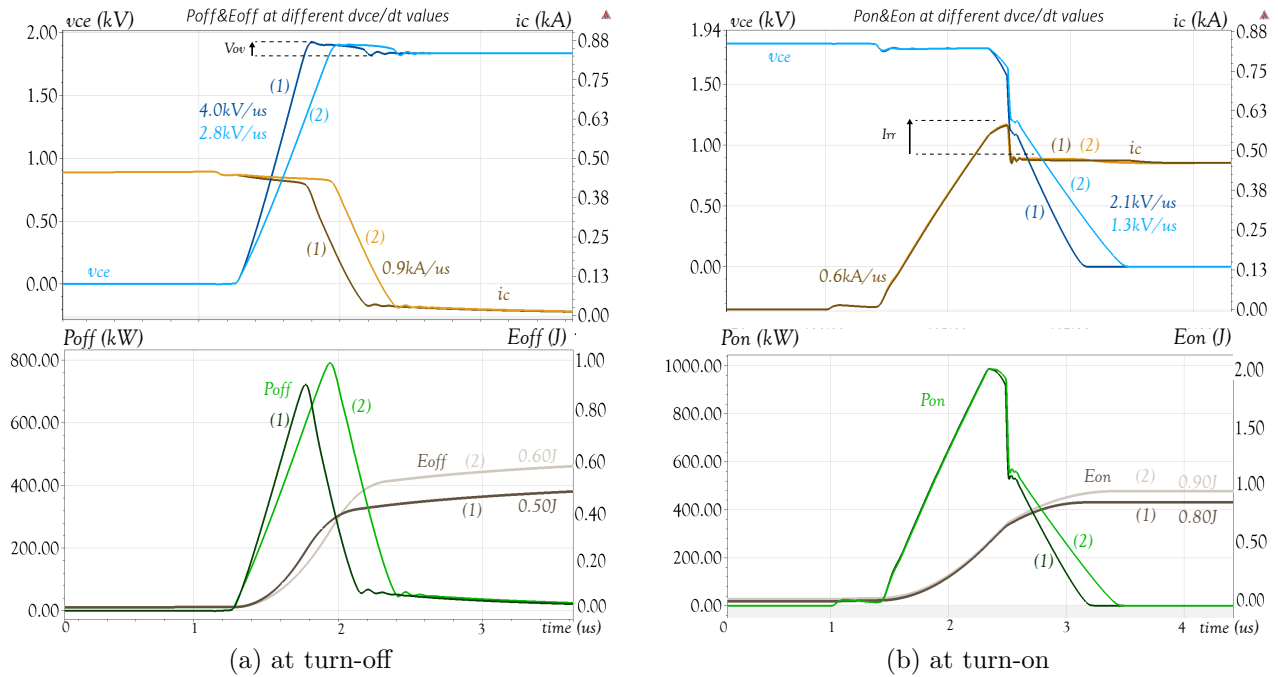 Poff&Eoff at different dvce/dt values
vce (kV)
ic (kA)
2.00
1.50
1.00
0.50
0.00
0.88
0.75
0.63
0.50
0.38
0.25
0.13
0.00
Vov
(1)
4.0kV/us
2.8kV/us
(2)
(1)
(2)
0.9kA/us
vce
ic
Poff (kW)
Eoff (J)
800.00
600.00
400.00
200.00
0.00
1.00
0.80
0.60
0.40
0.20
0.00
Poff
(1)
(2)
Eoff
(2)
0.60J
(1)
0.50J
0
1
2
3
time (us)
(a) at turn-off
Pon&Eon at different dvce/dt values
vce (kV)
ic (kA)
1.94
1.50
1.00
0.50
0.00
0.88
0.75
0.63
0.50
0.38
0.25
0.13
0.00
vce
Irr
(1) (2)
ic
(2)
(1)
2.1kV/us
1.3kV/us
0.6kA/us
Pon (kW)
Eon (J)
1000.00
800.00
600.00
400.00
200.00
0.00
2.00
1.50
1.00
0.50
0.00
Pon
Eon
(2)
0.90J
(1)
0.80J
(2)
(1)
0
1
2
3
4
time (us)
(b) at turn-on